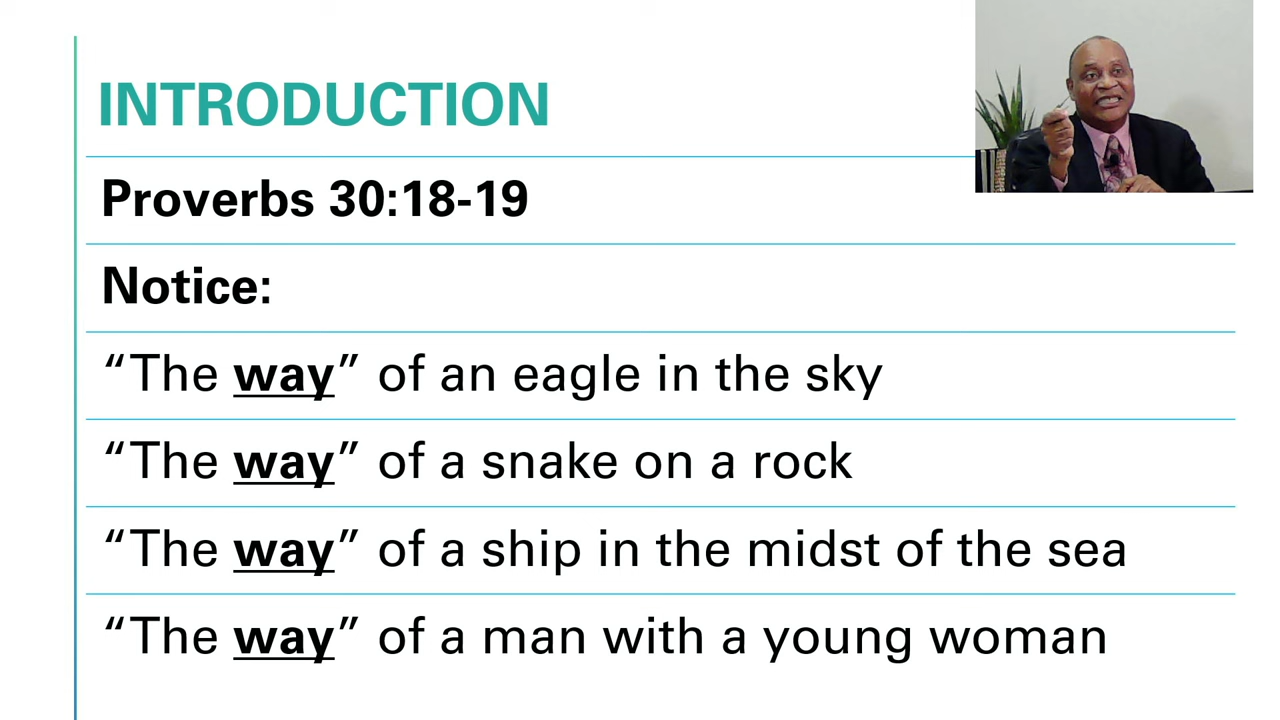 INTRODUCTION
Proverbs 30:18-19
Notice:
“The way” of an eagle in the sky
“The way” of a snake on a rock
“The way” of a ship in the midst of the sea
“The way” of a man with a young woman